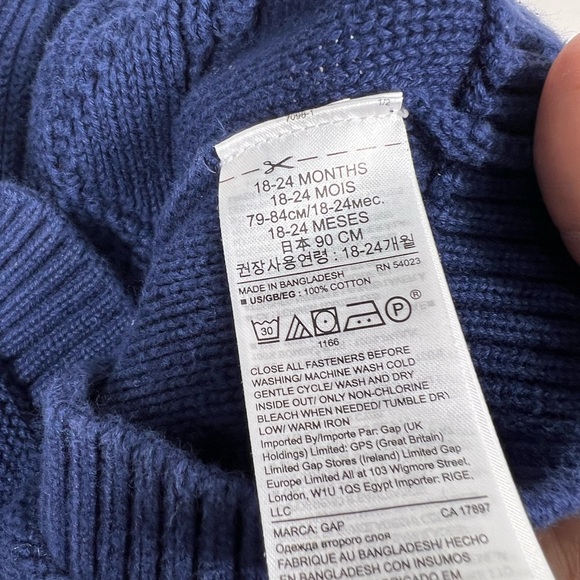 7098-1 1/2
18-24 MONTHS
18-24 MOIS
79-84см/18-24мес.
18-24 MESES
日本 90 CM
권장사용연령 : 18-24개월
MADE IN BANGLADESH RN 54023
■ US/GB/EG : 100% COTTON
30 P ®
1166
CLOSE ALL FASTENERS BEFORE
WASHING/ MACHINE WASH COLD
GENTLE CYCLE/ WASH AND DRY
INSIDE OUT/ ONLY NON-CHLORINE
BLEACH WHEN NEEDED/ TUMBLE DRY
LOW/ WARM IRON
Imported By/Importe Par: Gap (UK
Holdings) Limited: GPS (Great Britain)
Limited Gap Stores (Ireland) Limited Gap
Limited Gap All at 103 Wigmore Street,
London, W1U 1QS Egypt Importer: RIGE,
LLC
MARCA: GAP CA 17897
Одежда второго слоя
FABRIQUE AU BANGLADESH/ HECHO
EN BANGLADESH CON INSUMOS